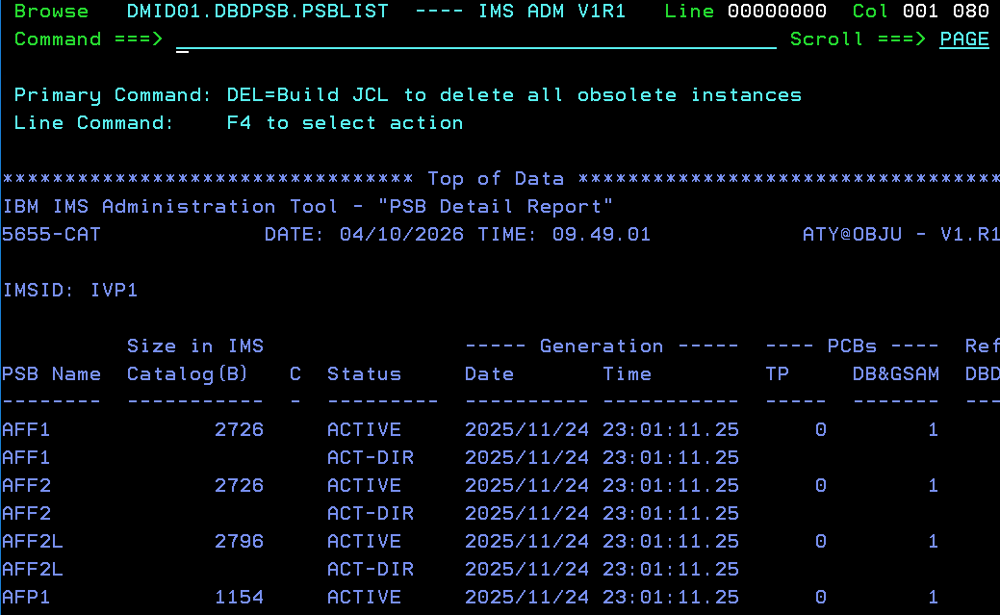 Browse   DMID01.DBDPSB.PSBLIST  ---- IMS ADM V1R1   Line 00000000  Col 001 080
Command ===>                                                  Scroll ===> PAGE
Primary Command: DEL=Build JCL to delete all obsolete instances
Line Command:    F4 to select action
********************************* Top of Data **********************************
IBM IMS Administration Tool - "PSB Detail Report"
5655-CAT             DATE: 04/10/2026 TIME: 09.49.01            ATY@OBJU - V1.R1
IMSID: IVP1
          Size in IMS                ----- Generation -----  ---- PCBs ----  Ref
PSB Name  Catalog(B)   C  Status     Date       Time         TP     DB&GSAM  DBD
--------  -----------  -  ---------  ---------- -----------  -----  -------  ---
AFF1             2726     ACTIVE     2025/11/24 23:01:11.25      0        1
AFF1                      ACT-DIR    2025/11/24 23:01:11.25
AFF2             2726     ACTIVE     2025/11/24 23:01:11.25      0        1
AFF2                      ACT-DIR    2025/11/24 23:01:11.25
AFF2L            2796     ACTIVE     2025/11/24 23:01:11.25      0        1
AFF2L                     ACT-DIR    2025/11/24 23:01:11.25
AFP1             1154     ACTIVE     2025/11/24 23:01:11.25      0        1